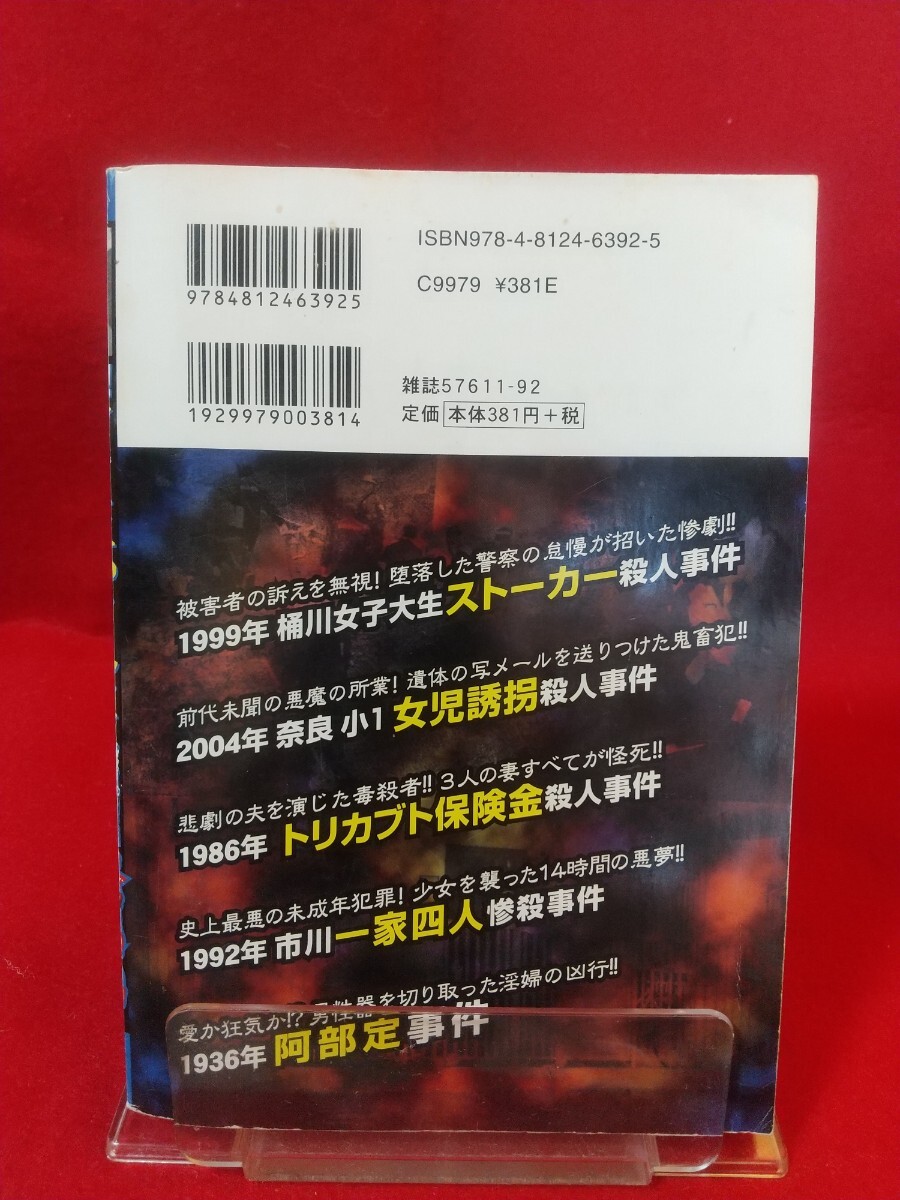 ISBN978-4-8124-6392-5
9784812463925
C9979 ¥381E
雑誌57611-92
1929979003814
定価 本体381円+税
被害者の訴えを無視!堕落した警察の怠慢が招いた惨劇!!
1999年 桶川女子大生ストーカー殺人事件
前代未聞の悪魔の所業!遺体の写メールを送りつけた鬼畜犯!!
2004年 奈良 小1女児誘拐殺人事件
悲劇の夫を演じた毒殺者!!3人の妻すべてが怪死!!
1986年 トリカブト保険金殺人事件
史上最悪の未成年犯罪!少女を襲った14時間の悪夢!!
1992年 市川一家四人惨殺事件
愛か狂気か!? 男性器を切り取った淫婦の凶行!!
1936年 阿部定事件